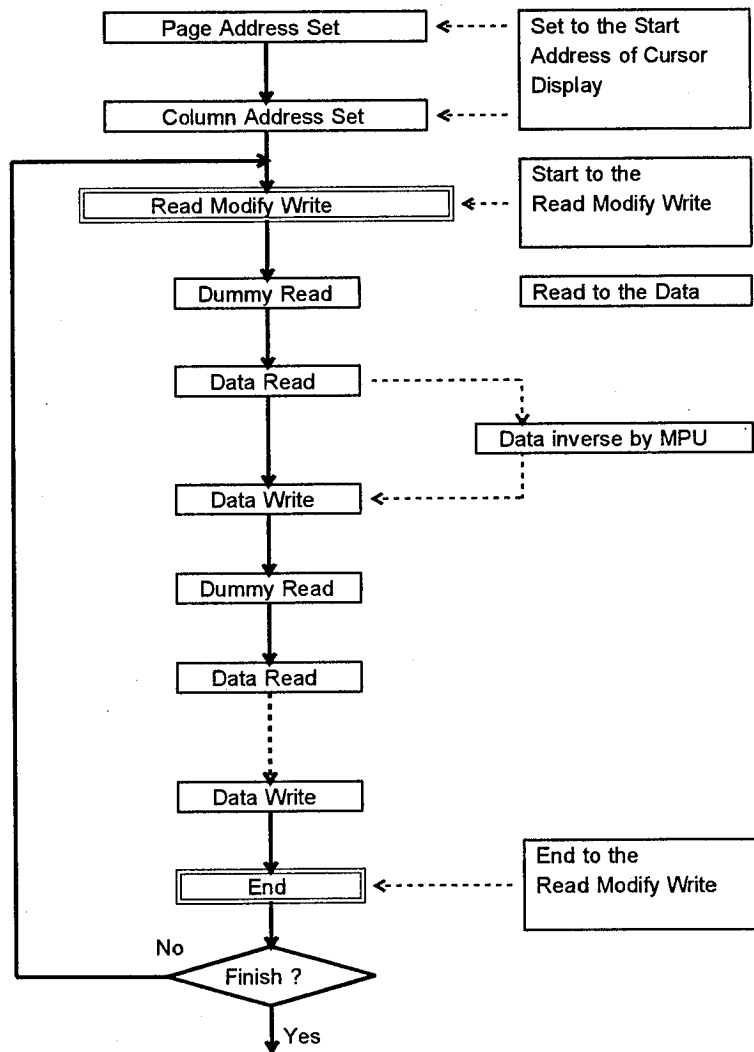 Page Address Set
Set to the Start
Address of Cursor
Display
Column Address Set
Start to the
Read Modify Write
Read Modify Write
Dummy Read
Read to the Data
Data Read
Data inverse by MPU
Data Write
Dummy Read
Data Read
Data Write
End to the
Read Modify Write
End
No
Finish ?
Yes